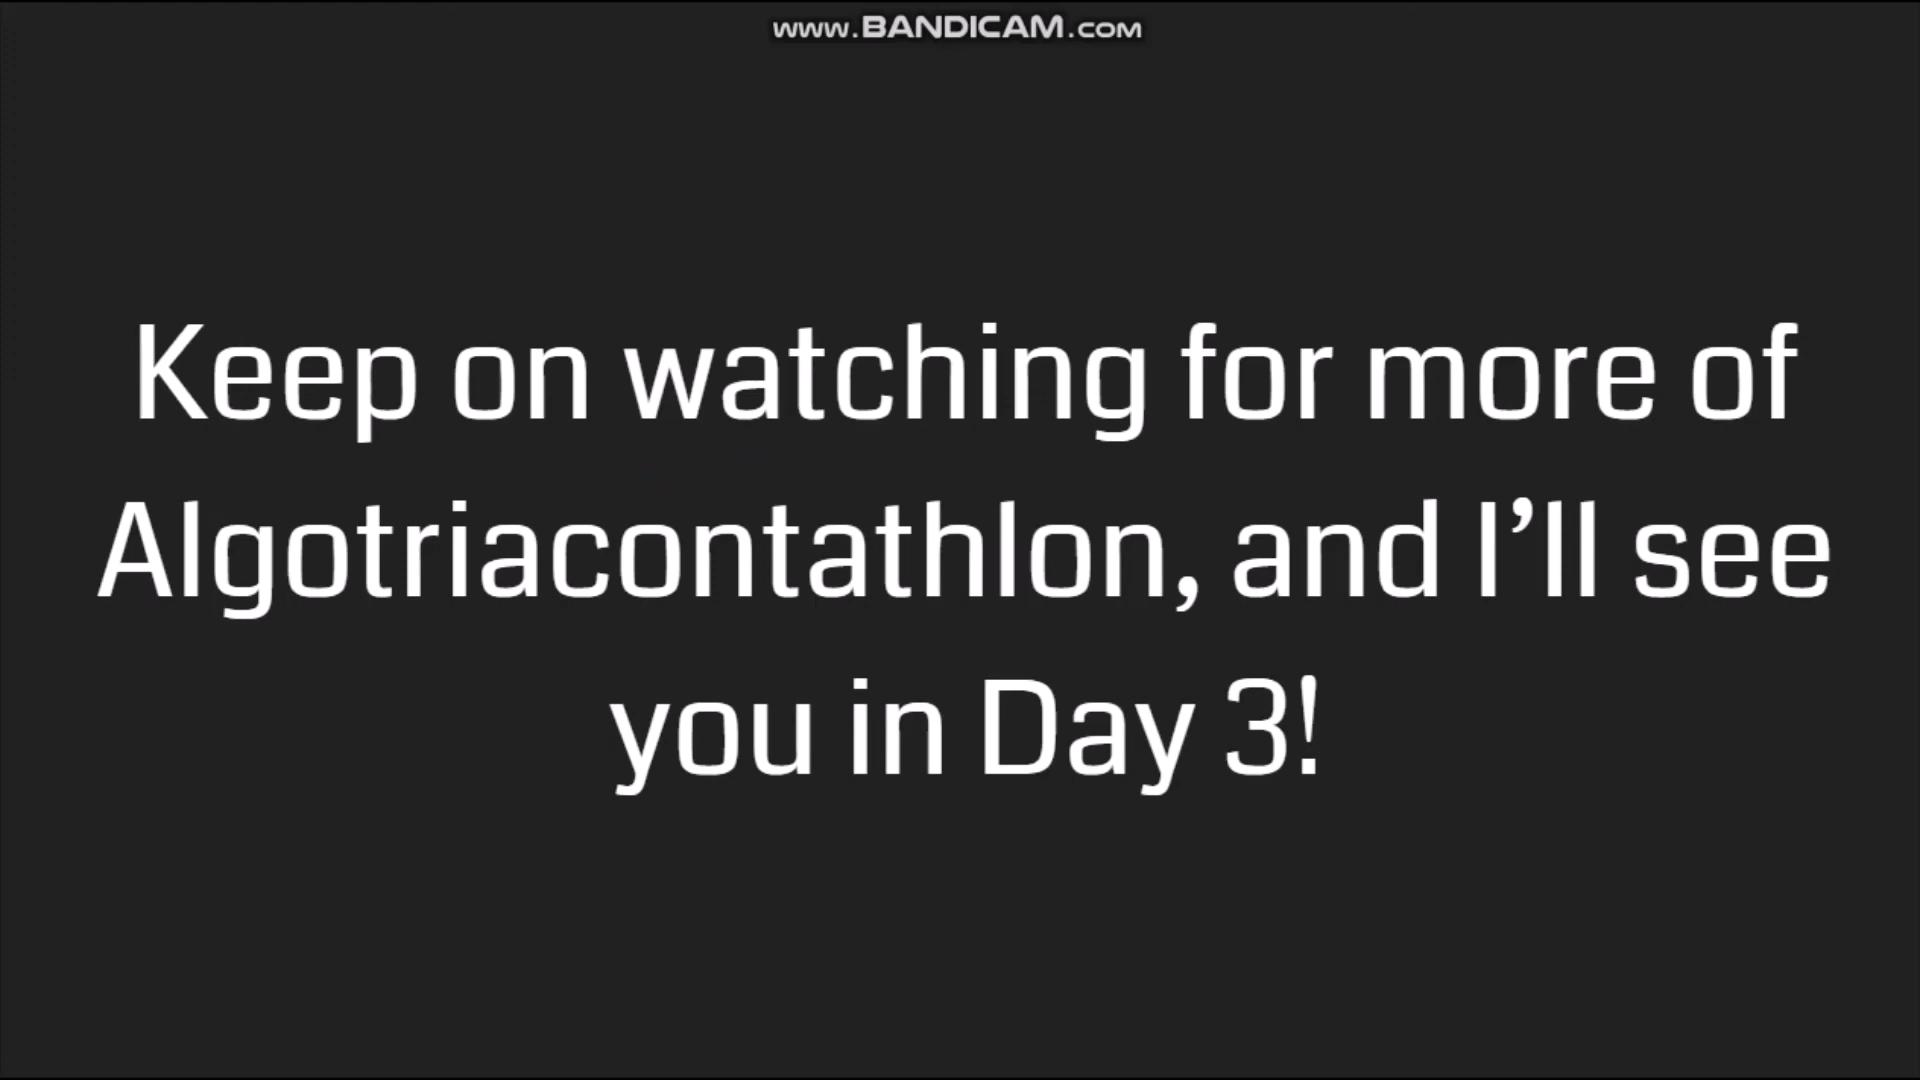 www.BANDICAM.com
Keep on watching for more of
Algotriacontathlon, and I’ll see
you in Day 3!